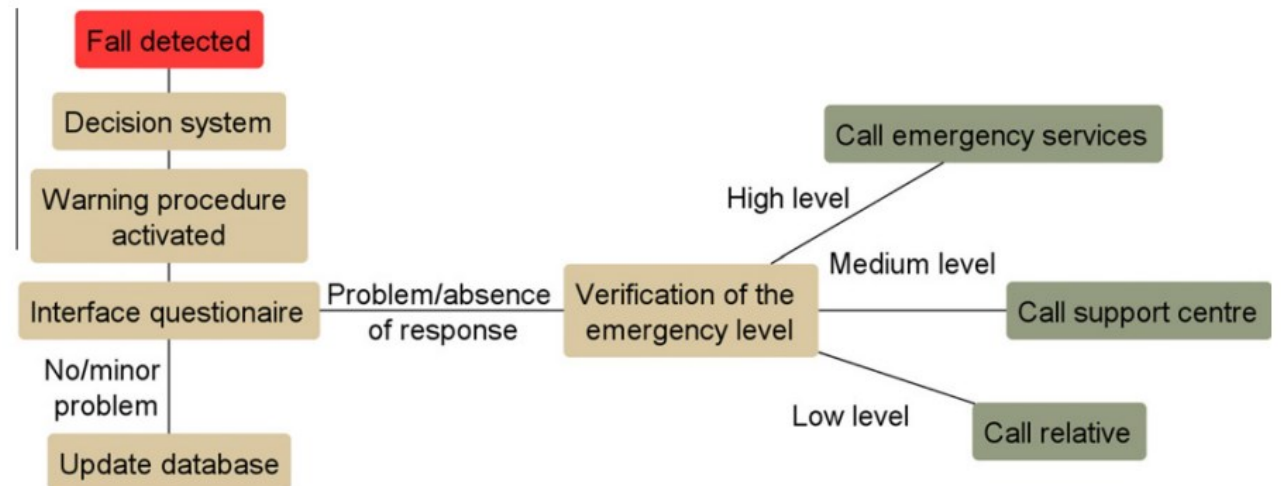 Fall detected
Decision system
Warning procedure
activated
Interface questionaire
No/minor
problem
Update database
Problem/absence
of response
Verification of the
emergency level
High level
Call emergency services
Medium level
Call support centre
Low level
Call relative